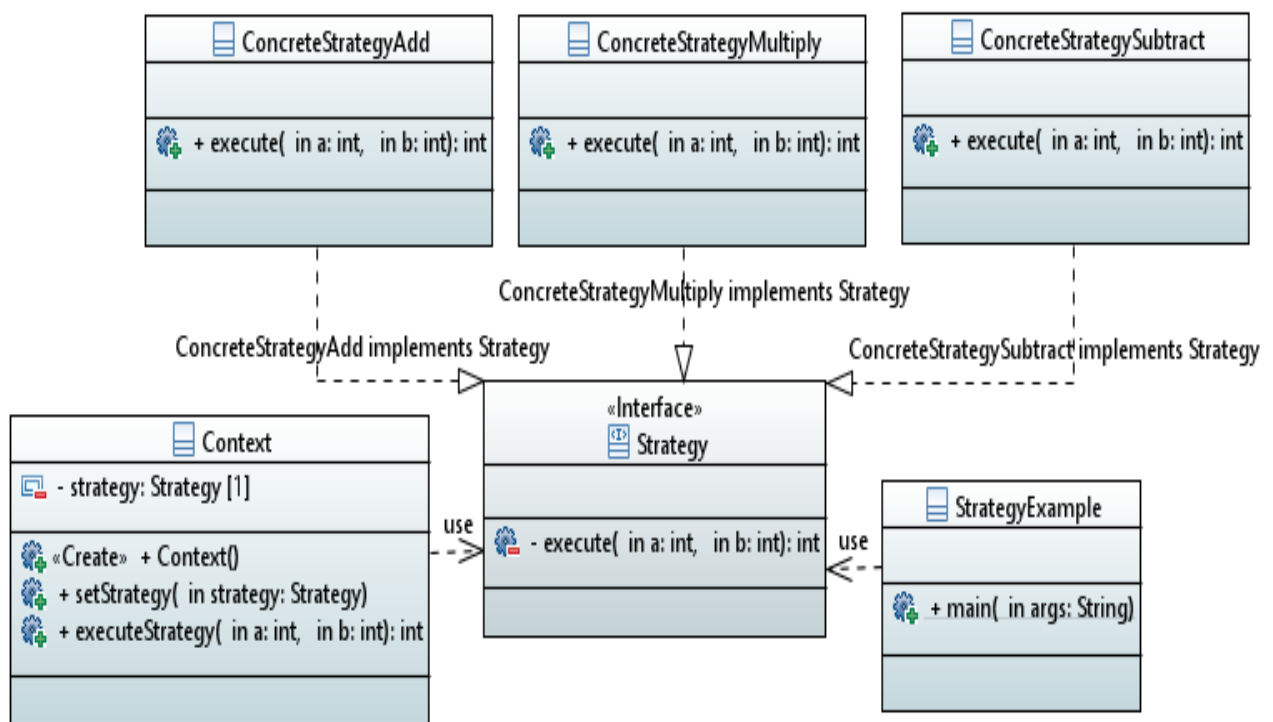 ConcreteStrategyAdd
+ execute( in a: int, in b: int): int
ConcreteStrategyMultiply
+ execute( in a: int, in b: int): int
ConcreteStrategySubtract
+ execute( in a: int, in b: int): int
ConcreteStrategyMultiply implements Strategy
ConcreteStrategyAdd implements Strategy
ConcreteStrategySubtract implements Strategy
«Interface»
<I>
Strategy
- execute( in a: int, in b: int): int
Context
- strategy: Strategy [1]
«Create» + Context()
+ setStrategy( in strategy: Strategy)
+ executeStrategy( in a: int, in b: int): int
use
use
StrategyExample
+ main( in args: String)